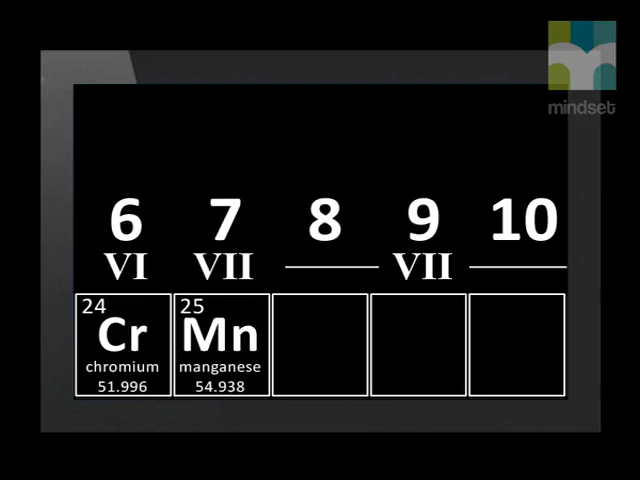 mindset
6 7 8 9 10
VI VII VII
24 25
Cr Mn
chromium manganese
51.996 54.938